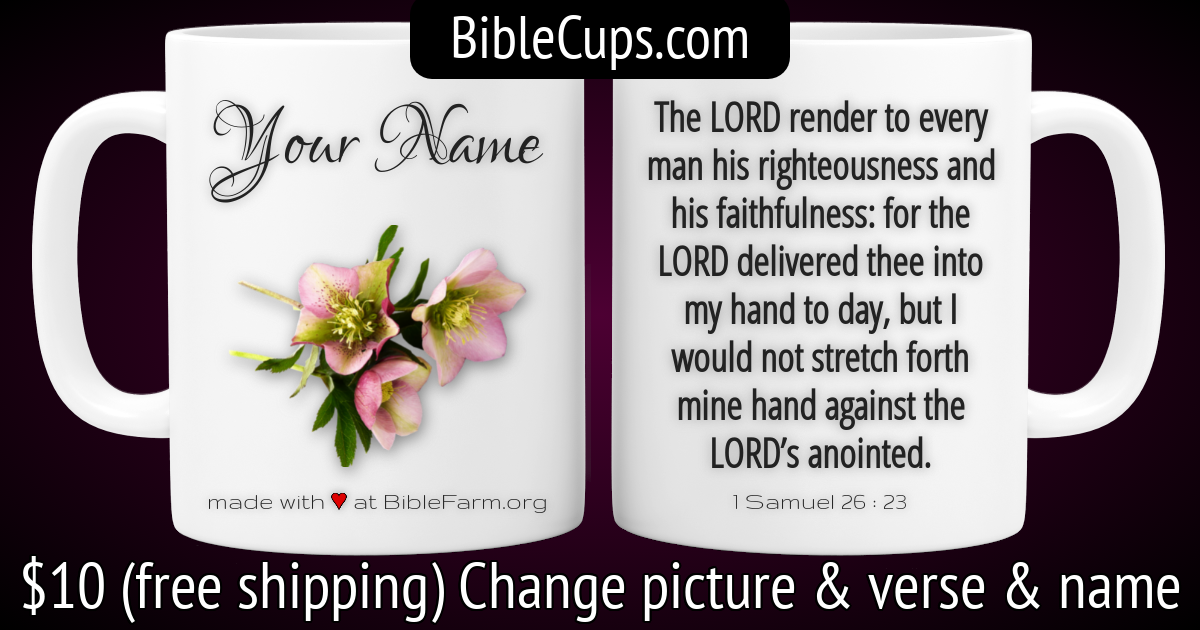 BibleCups.com
Your Name
made with ♥ at BibleFarm.org
The LORD render to every
man his righteousness and
his faithfulness: for the
LORD delivered thee into
my hand to day, but I
would not stretch forth
mine hand against the
LORD’s anointed.
1 Samuel 26 : 23
$10 (free shipping) Change picture & verse & name